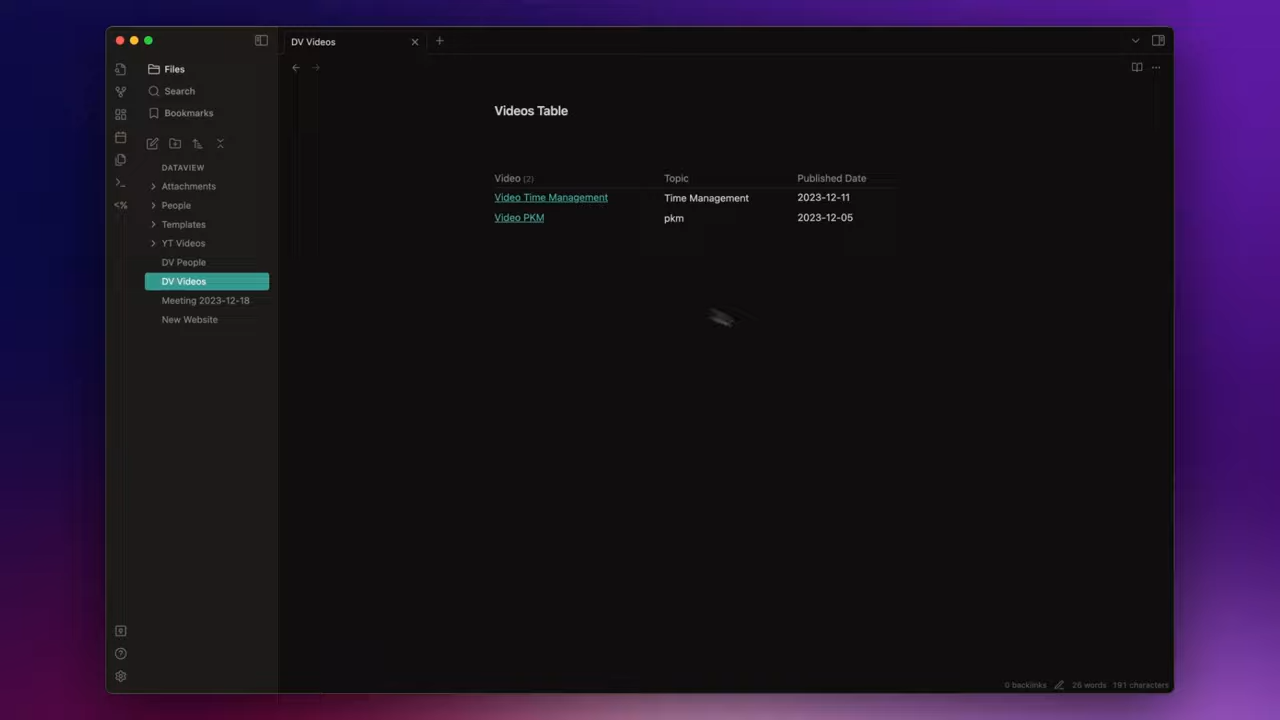 DV Videos
Files
Search
Bookmarks
DATAVIEW
Attachments
People
Templates
YT Videos
DV People
DV Videos
Meeting 2023-12-18
New Website
Videos Table
Video (2) Topic Published Date
Video Time Management Time Management 2023-12-11
Video PKM pkm 2023-12-05
0 backlinks 26 words 191 characters